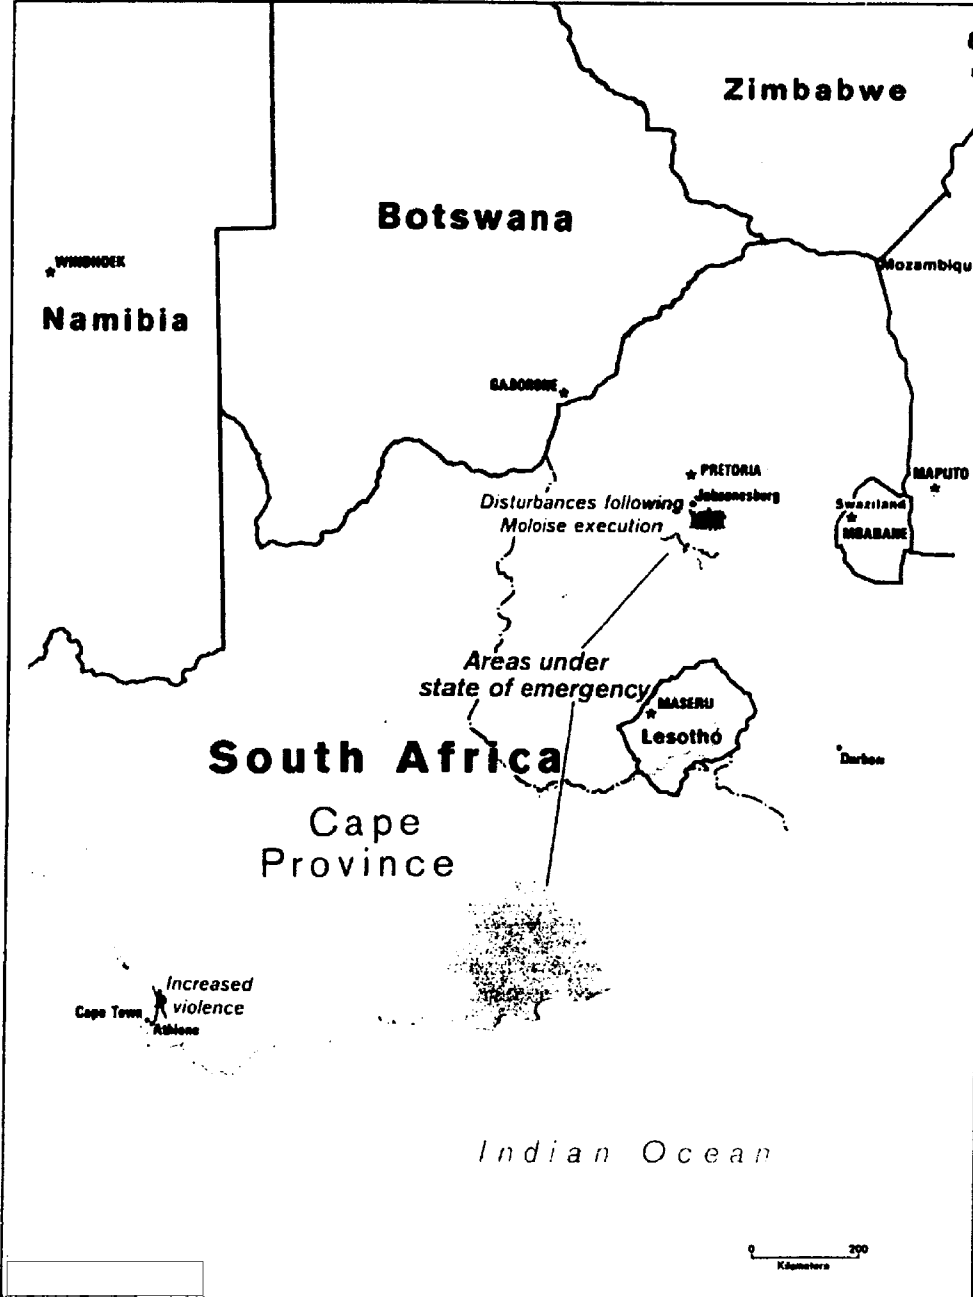 Zimbabwe
Botswana
WINDHOEK
Mozambiqu
Namibia
GABORONE
PRETORIA
MAPUTO
Johannesburg
Disturbances following
Moloise execution
Swaziland
MBABANE
Areas under
state of emergency
MASERU
Lesotho
South Africa
Durban
Cape
Province
Increased
violence
Cape Town
Athlone
Indian Ocean
0 200
Kilometers